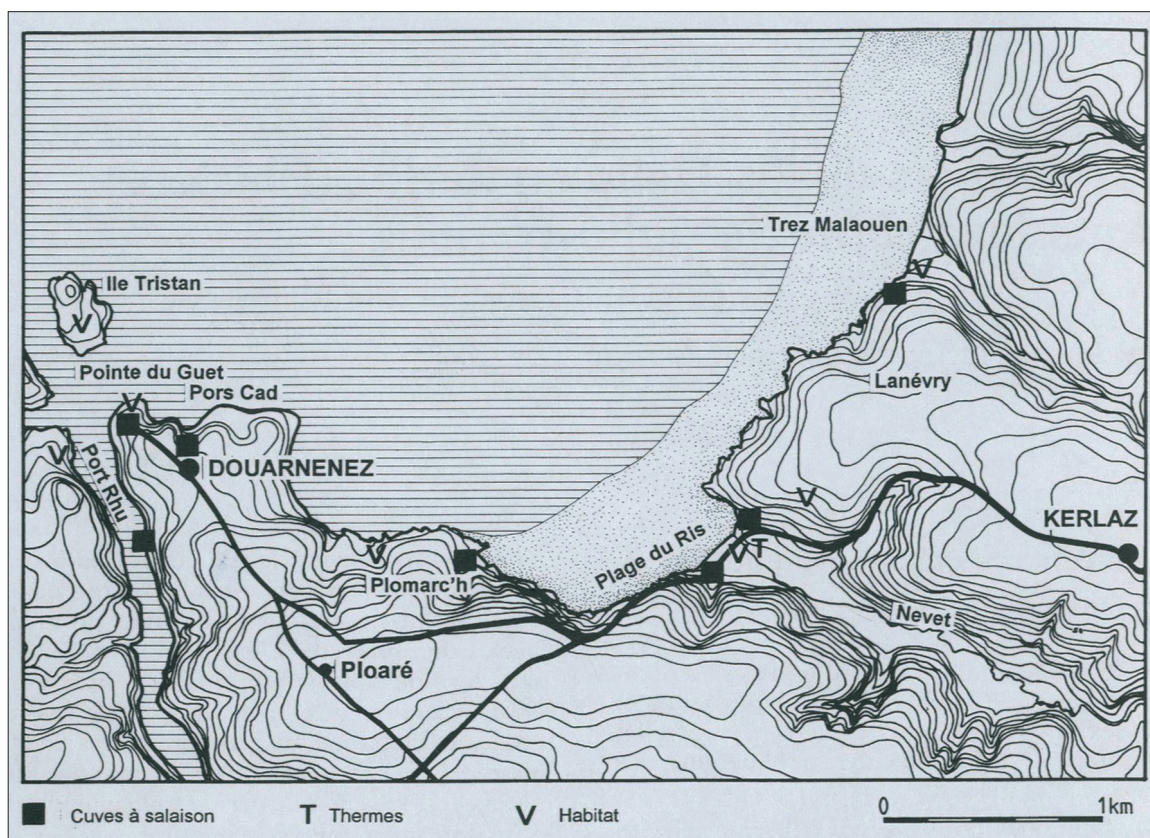 Trez Malaouen
Ile Tristan
Pointe du Guet
Pors Cad
Lanévry
Port Rhu
DOUARNENEZ
KERLAZ
Plage du Ris
T
Plomarc'h
Nevet
Ploaré
T Thermes
V Habitat
Cuves à salaison
0 1km